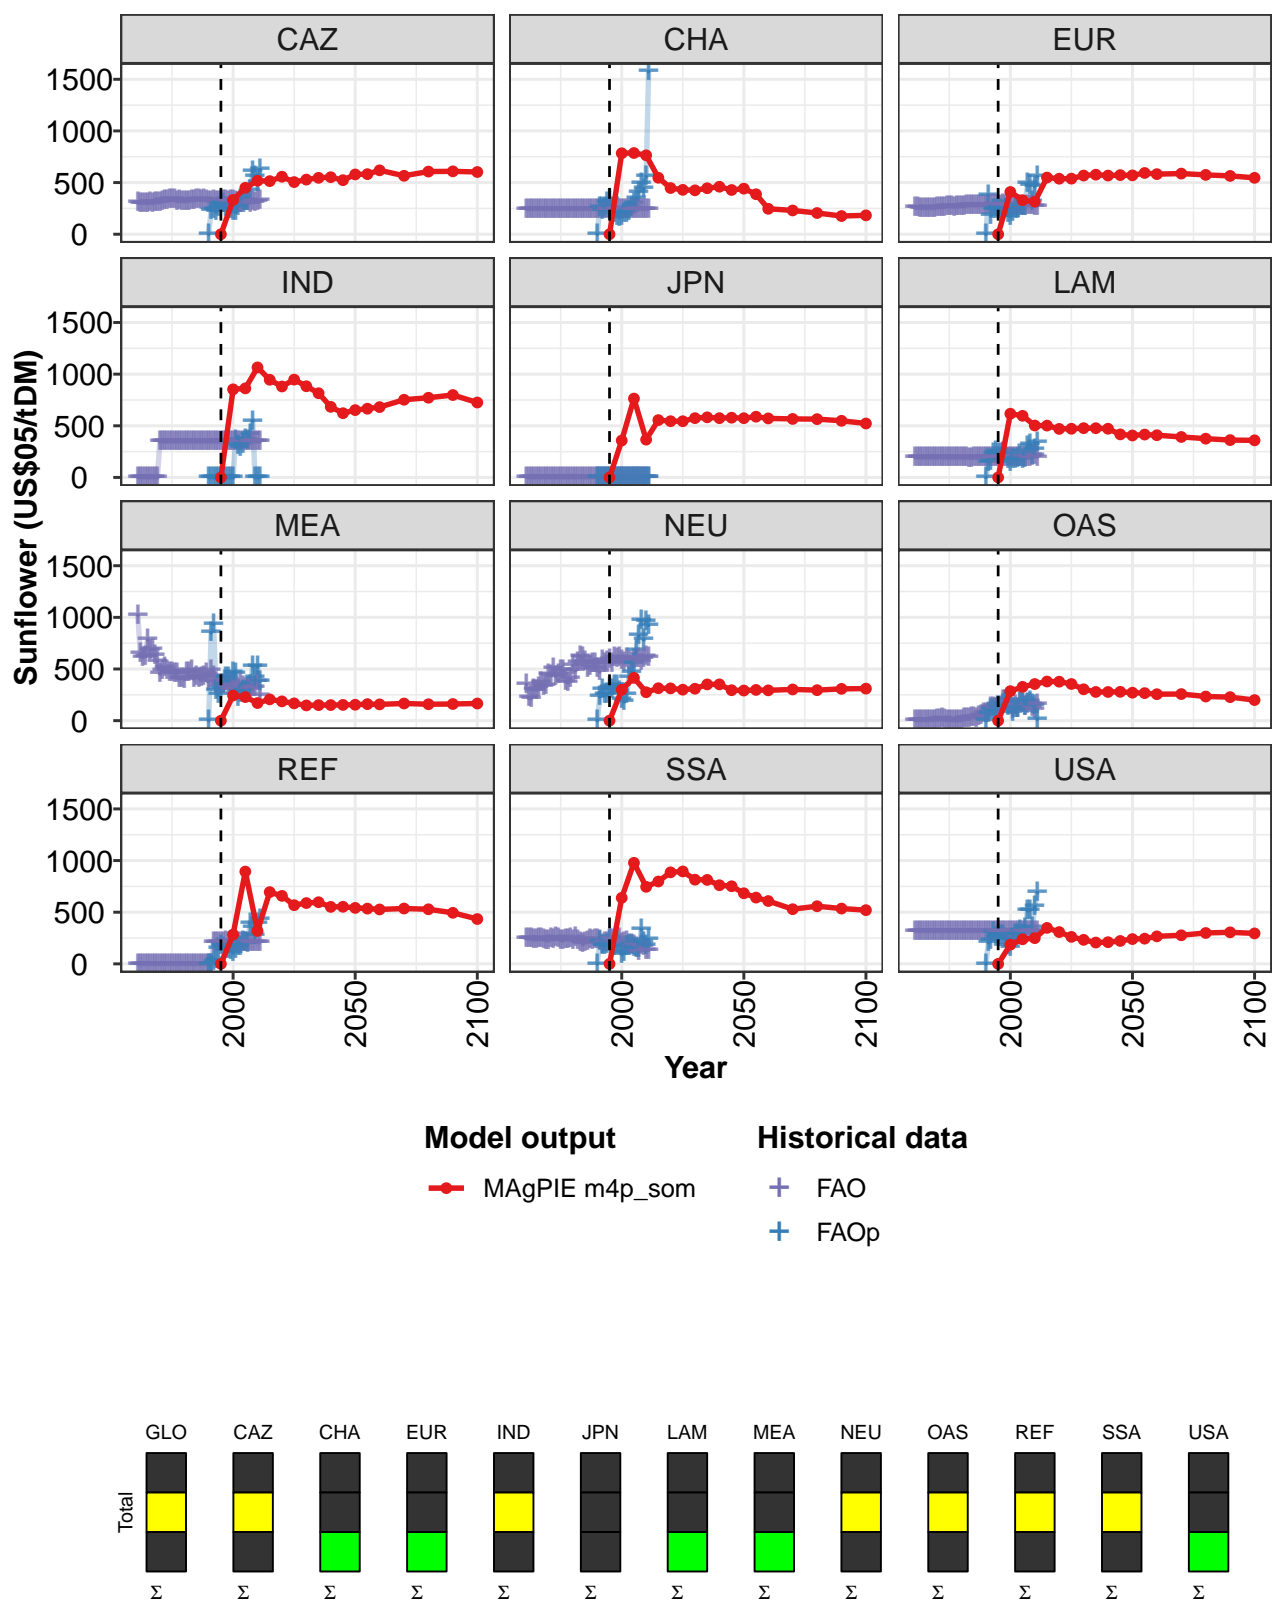 CAZ CHA EUR
1500
1000
500
0
IND JPN LAM
1500
1000
500
0
Sunflower (US$05/tDM)
MEA NEU OAS
1500
1000
500
0
REF SSA USA
1500
1000
500
0
2000 2050 2100 2000 2050 2100 2000 2050 2100
Year
Model output Historical data
MAgPIE m4p_som FAO
FAOp
GLO CAZ CHA EUR IND JPN LAM MEA NEU OAS REF SSA USA
Total
Σ Σ Σ Σ Σ Σ Σ Σ Σ Σ Σ Σ Σ